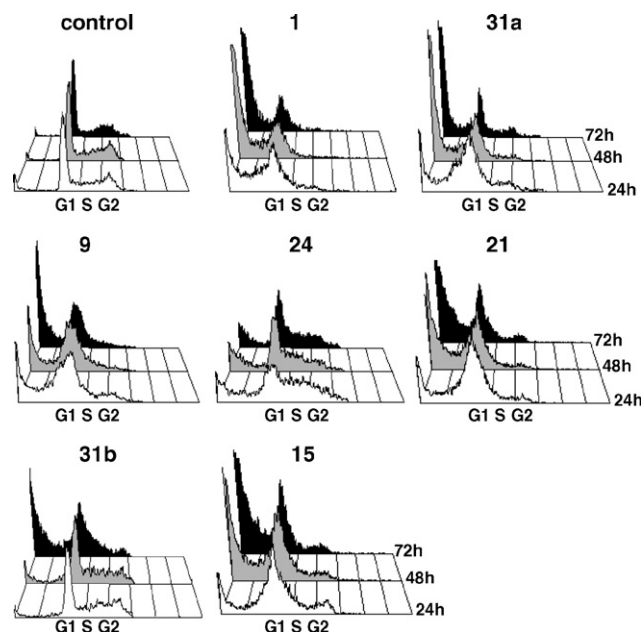 control 1 31a
72h
48h
24h
G1 S G2 G1 S G2 G1 S G2
9 24 21
72h
48h
24h
G1 S G2 G1 S G2 G1 S G2
31b 15
72h
48h
24h
G1 S G2 G1 S G2